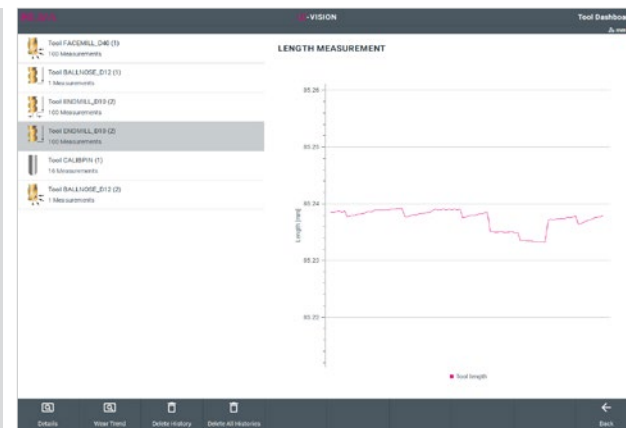 -VISION
Tool Dashboa
LENGTH MEASUREMENT
Tool FACEMILL_D40 (1)
100 Measurements
Tool BALLNOSE_D12 (1)
1 Measurements
Tool ENDMILL_D10 (2)
100 Measurements
Tool ENDMILL_D10 (2)
100 Measurements
Tool CALIBPIN (1)
16 Measurements
Tool BALLNOSE_D12 (2)
1 Measurements
Length [mm]
85.26
85.25
85.24
85.23
85.22
Tool length
Details
Wear Trend
Delete History
Delete All Histories
Back